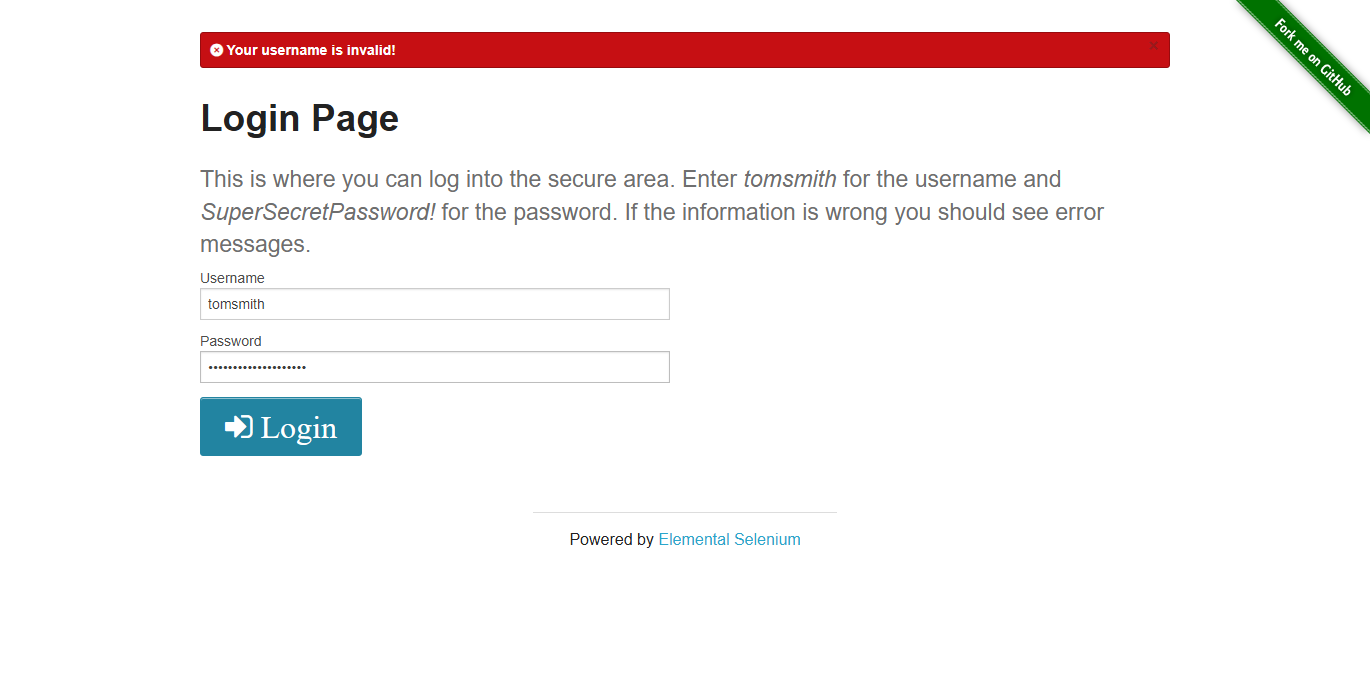 Your username is invalid!
×
Fork me on GitHub
Login Page
This is where you can log into the secure area. Enter tomsmith for the username and
SuperSecretPassword! for the password. If the information is wrong you should see error
messages.
Username
tomsmith
Password
••••••••••••••••••••
Login
Powered by Elemental Selenium